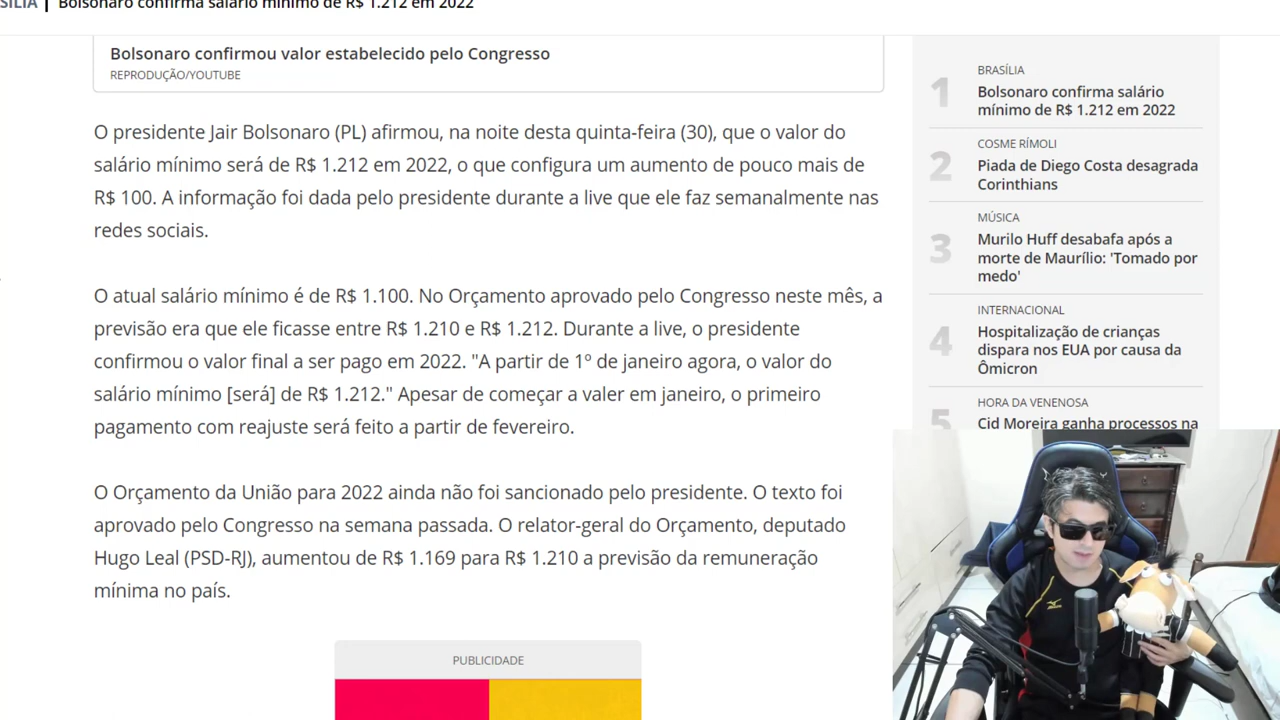 SÍLIA | Bolsonaro confirma salário mínimo de R$ 1.212 em 2022
Bolsonaro confirmou valor estabelecido pelo Congresso
REPRODUÇÃO/YOUTUBE
O presidente Jair Bolsonaro (PL) afirmou, na noite desta quinta-feira (30), que o valor do
salário mínimo será de R$ 1.212 em 2022, o que configura um aumento de pouco mais de
R$ 100. A informação foi dada pelo presidente durante a live que ele faz semanalmente nas
redes sociais.
O atual salário mínimo é de R$ 1.100. No Orçamento aprovado pelo Congresso neste mês, a
previsão era que ele ficasse entre R$ 1.210 e R$ 1.212. Durante a live, o presidente
confirmou o valor final a ser pago em 2022. "A partir de 1º de janeiro agora, o valor do
salário mínimo [será] de R$ 1.212." Apesar de começar a valer em janeiro, o primeiro
pagamento com reajuste será feito a partir de fevereiro.
O Orçamento da União para 2022 ainda não foi sancionado pelo presidente. O texto foi
aprovado pelo Congresso na semana passada. O relator-geral do Orçamento, deputado
Hugo Leal (PSD-RJ), aumentou de R$ 1.169 para R$ 1.210 a previsão da remuneração
mínima no país.
PUBLICIDADE
1
BRASÍLIA
Bolsonaro confirma salário
mínimo de R$ 1.212 em 2022
2
COSME RÍMOLI
Piada de Diego Costa desagrada
Corinthians
3
MÚSICA
Murilo Huff desabafa após a
morte de Maurílio: 'Tomado por
medo'
4
INTERNACIONAL
Hospitalização de crianças
dispara nos EUA por causa da
Ômicron
5
HORA DA VENENOSA
Cid Moreira ganha processos na